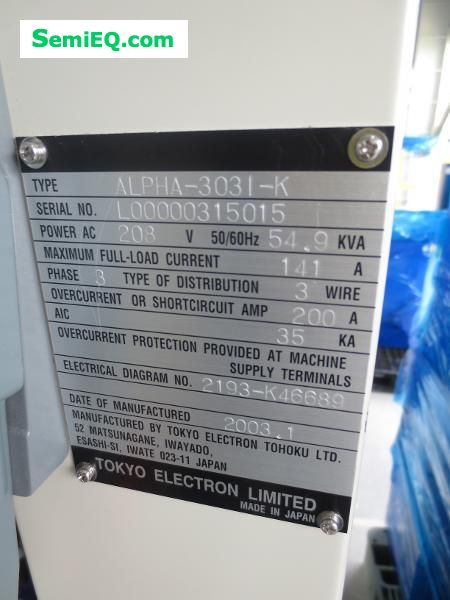 SemiEQ.com
TYPE ALPHA-303I-K
SERIAL NO. L00000315015
POWER AC 208 V 50/60Hz 54.9 KVA
MAXIMUM FULL-LOAD CURRENT 141 A
PHASE 3 TYPE OF DISTRIBUTION 3 WIRE
OVERCURRENT OR SHORTCIRCUIT AMP 200 A
AIC 35 KA
OVERCURRENT PROTECTION PROVIDED AT MACHINE
SUPPLY TERMINALS
ELECTRICAL DIAGRAM NO. 2193-K46689
DATE OF MANUFACTURED 2003.1
MANUFACTURED BY TOKYO ELECTRON TOHOKU LTD.
52 MATSUNAGANE, IWAYADO,
ESASHI-SI, IWATE 023-11 JAPAN
TOKYO ELECTRON LIMITED
MADE IN JAPAN